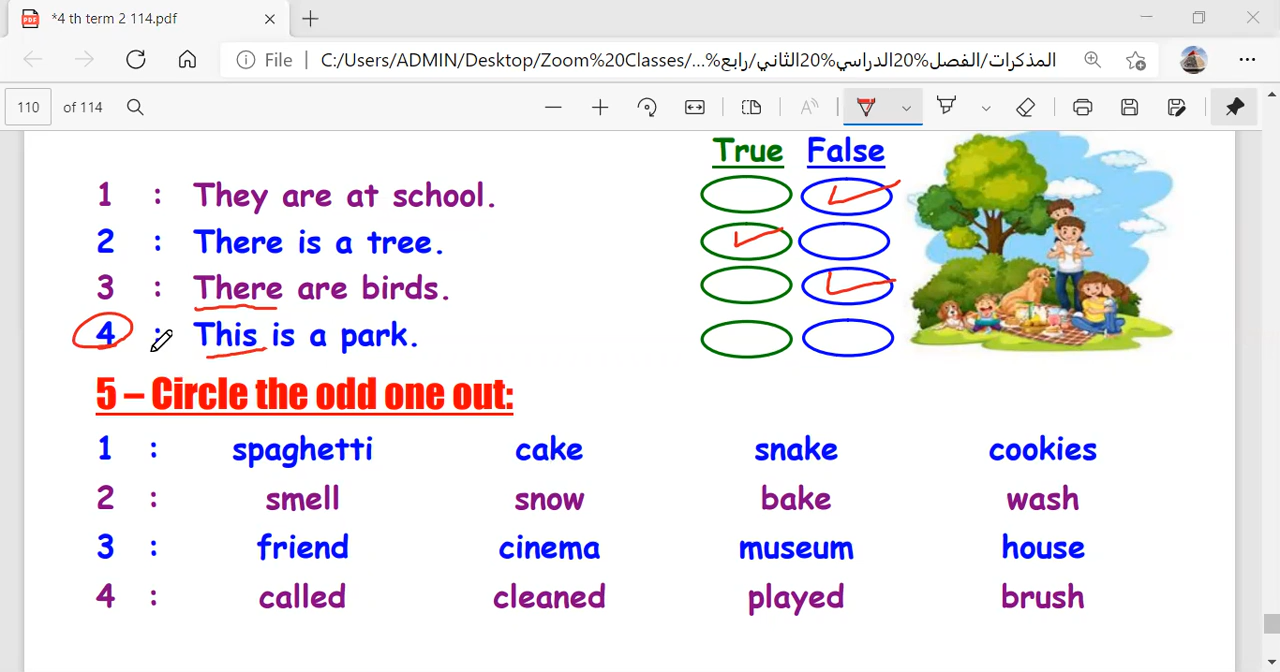 *4 th term 2 114.pdf
File | C:/Users/ADMIN/Desktop/Zoom%20Classes/...%المذكرات/الفصل%20الدراسي%20الثاني/رابع
110 of 114
True False
1 : They are at school.
2 : There is a tree.
3 : There are birds.
4 : This is a park.
5 – Circle the odd one out:
1 : spaghetti cake snake cookies
2 : smell snow bake wash
3 : friend cinema museum house
4 : called cleaned played brush